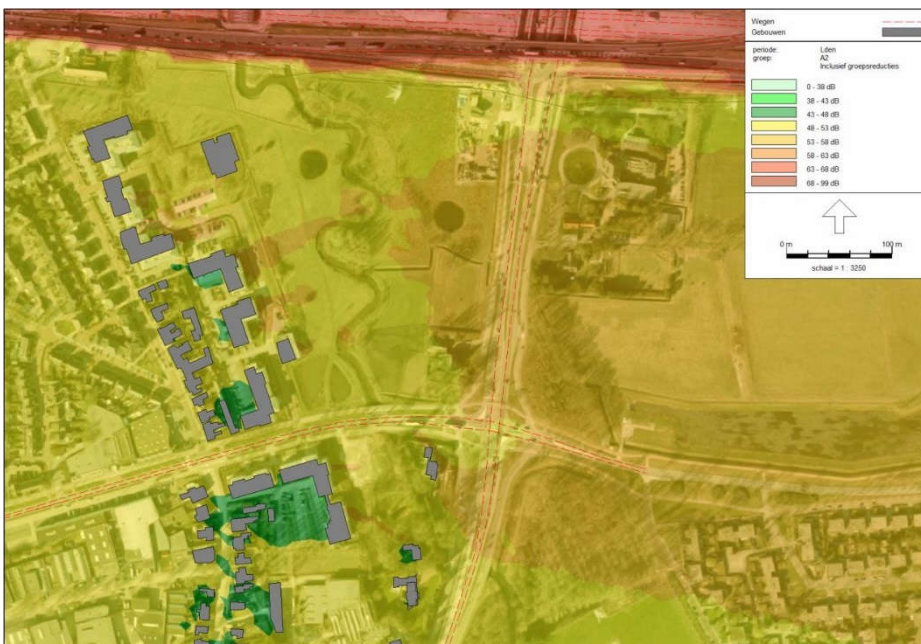 Wegen
Gebouwen
periode: Lden
groep: A2
Inclusief groepsreducties
0 - 38 dB
38 - 43 dB
43 - 48 dB
48 - 53 dB
53 - 58 dB
58 - 63 dB
63 - 68 dB
68 - 99 dB
0 m 100 m
schaal = 1 : 3250